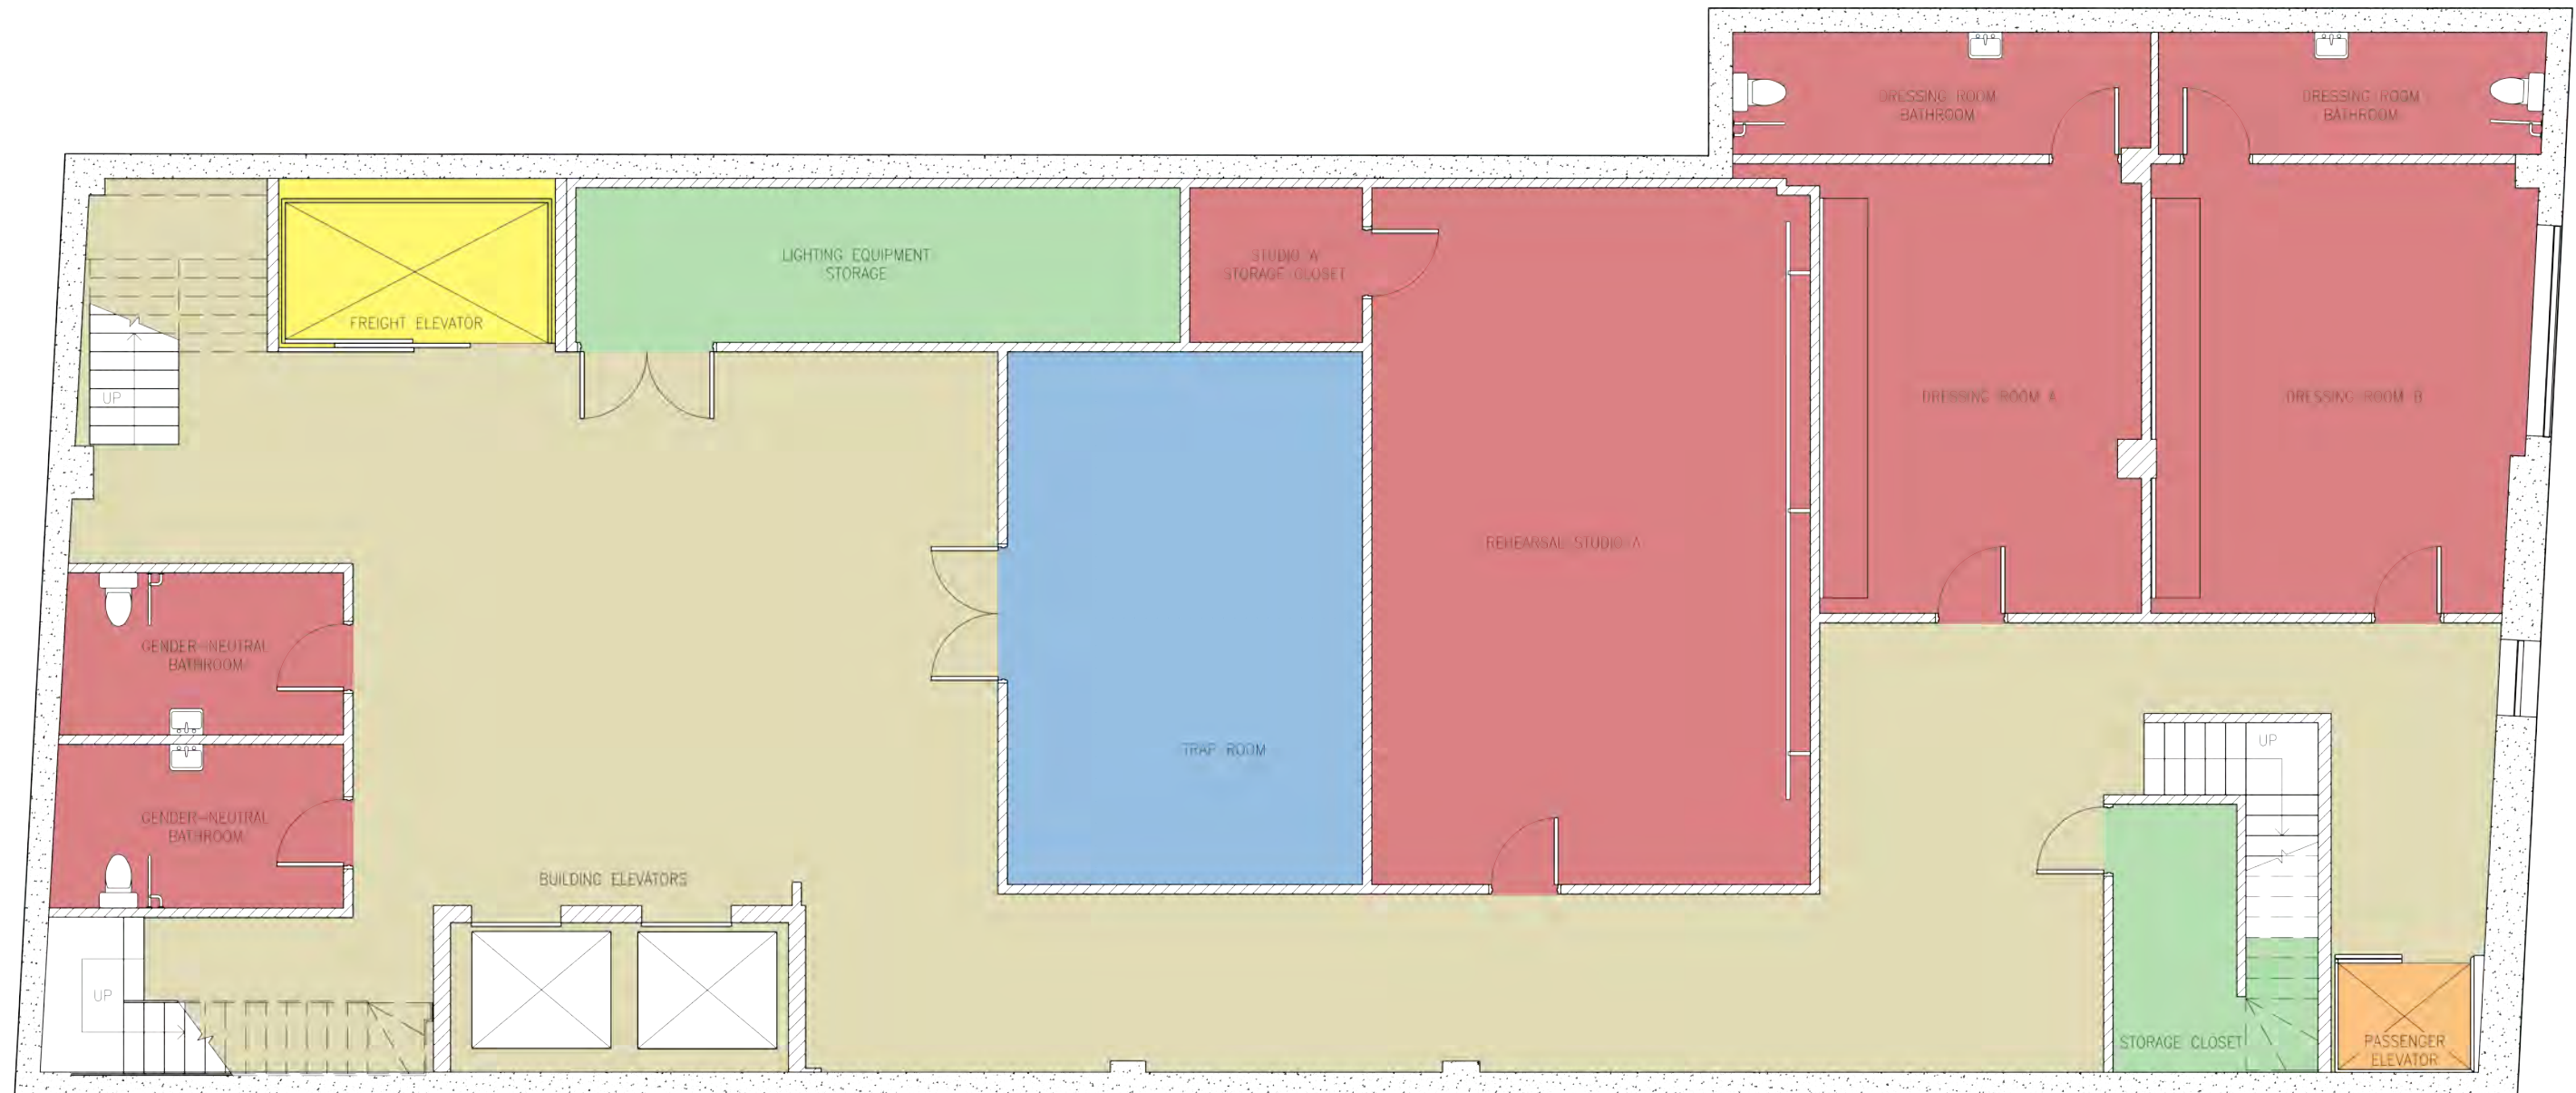 DRESSING ROOM
BATHROOM
DRESSING ROOM
BATHROOM
LIGHTING EQUIPMENT
STORAGE
STUDIO A
STORAGE CLOSET
FREIGHT ELEVATOR
UP
DRESSING ROOM A
DRESSING ROOM B
REHEARSAL STUDIO A
GENDER-NEUTRAL
BATHROOM
TRAP ROOM
UP
GENDER-NEUTRAL
BATHROOM
BUILDING ELEVATORS
UP
STORAGE CLOSET
PASSENGER
ELEVATOR